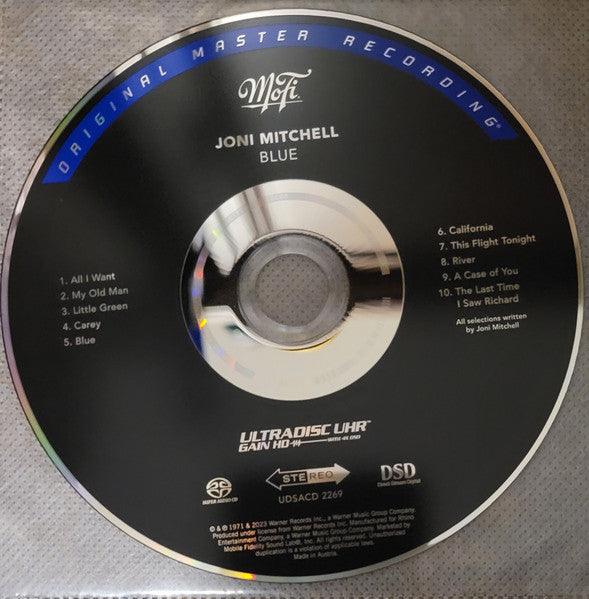 ORIGINAL MASTER RECORDING®
MoFi
JONI MITCHELL
BLUE
1. All I Want
2. My Old Man
3. Little Green
4. Carey
5. Blue
6. California
7. This Flight Tonight
8. River
9. A Case of You
10. The Last Time
I Saw Richard
All selections written
by Joni Mitchell
ULTRADISC UHR™
GAIN HD WITH 4X DSD
SUPER AUDIO CD
STEREO
DSD
Direct Stream Digital
UDSACD 2269
© & ℗ 1971 & 2023 Warner Records Inc., a Warner Music Group Company.
Produced under license from Warner Records Inc. Manufactured for Rhino
Entertainment Company, a Warner Music Group Company. Marketed by
Mobile Fidelity Sound Lab®, Inc. All rights reserved. Unauthorized
duplication is a violation of applicable laws.
Made in Austria.